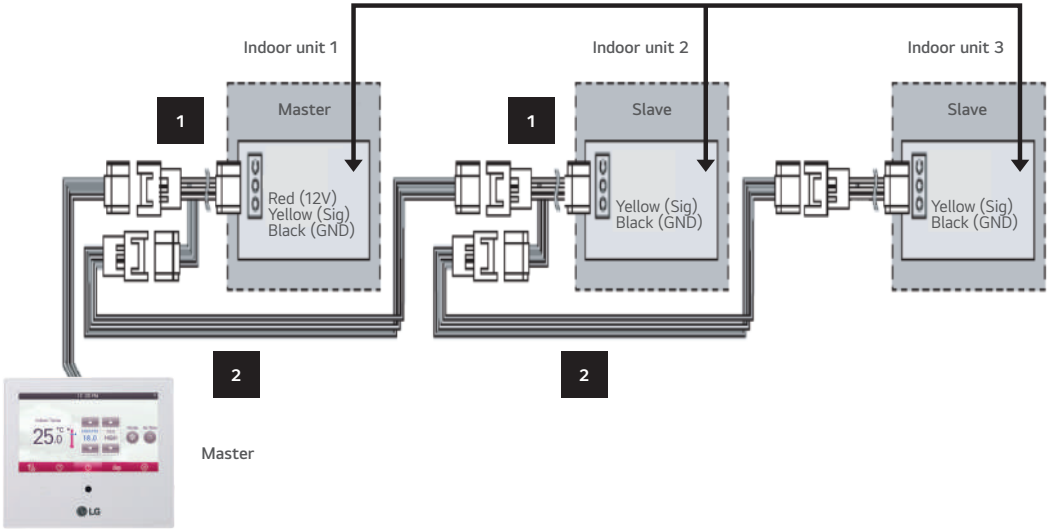 Indoor unit 1
Indoor unit 2
Indoor unit 3
1
Master
1
Slave
Slave
Red (12V)
Yellow (Sig)
Black (GND)
Yellow (Sig)
Black (GND)
Yellow (Sig)
Black (GND)
2
2
25.0 °C
18.0
HIGH
LG
Master